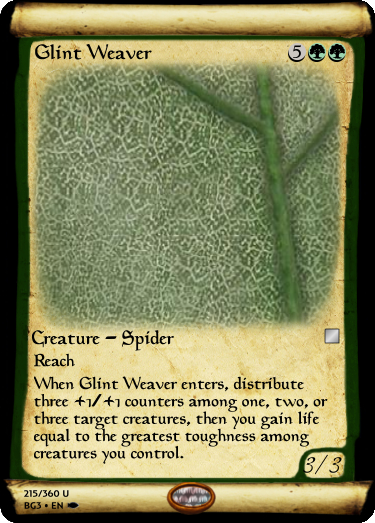 Glint Weaver 5
Creature – Spider
Reach
When Glint Weaver enters, distribute
three +1/+1 counters among one, two, or
three target creatures, then you gain life
equal to the greatest toughness among
creatures you control.
3/3
215/360 U
BG3 • EN